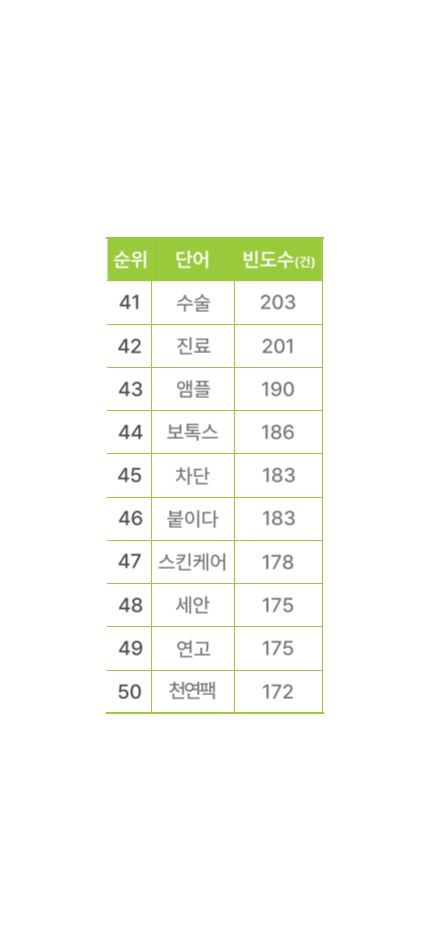 순위 단어 빈도수(건)
41 수술 203
42 진료 201
43 앰플 190
44 보톡스 186
45 차단 183
46 붙이다 183
47 스킨케어 178
48 세안 175
49 연고 175
50 천연팩 172